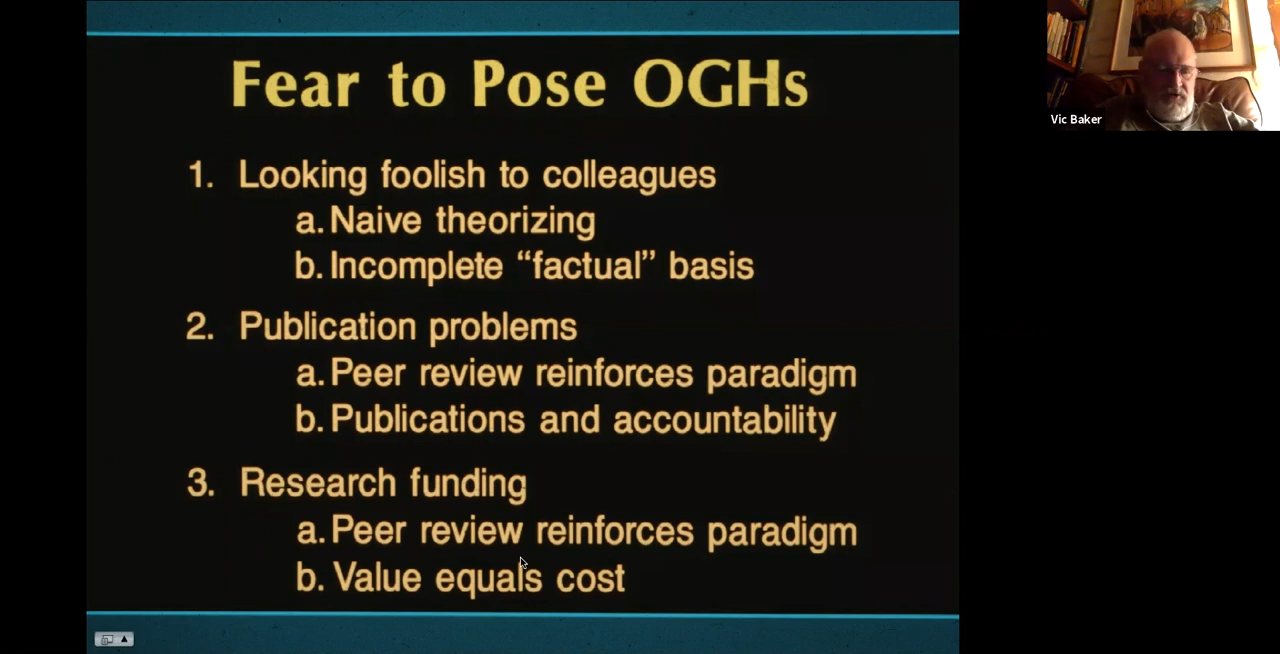 Fear to Pose OGHs
1. Looking foolish to colleagues
a. Naive theorizing
b. Incomplete “factual” basis
2. Publication problems
a. Peer review reinforces paradigm
b. Publications and accountability
3. Research funding
a. Peer review reinforces paradigm
b. Value equals cost
Vic Baker